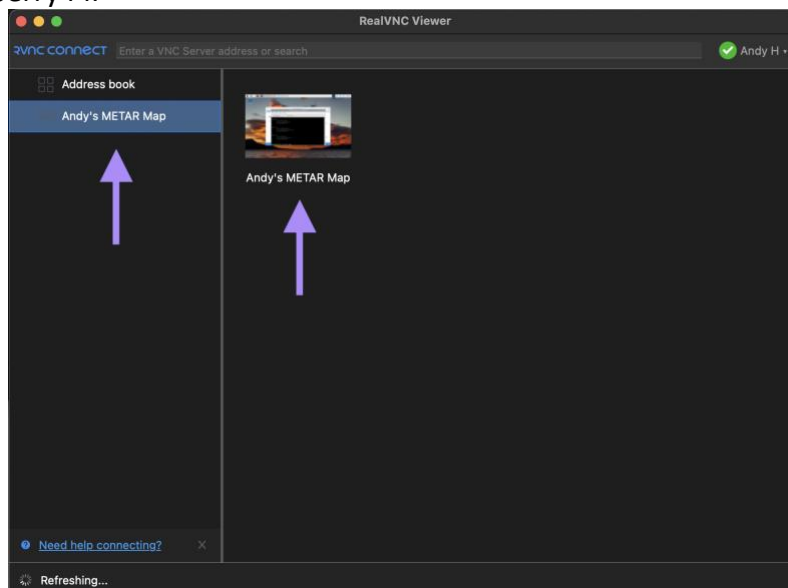 RealVNC Viewer
RVNC CONNECT Enter a VNC Server address or search Andy H
Address book
Andy's METAR Map
Andy's METAR Map
Need help connecting?
Refreshing...